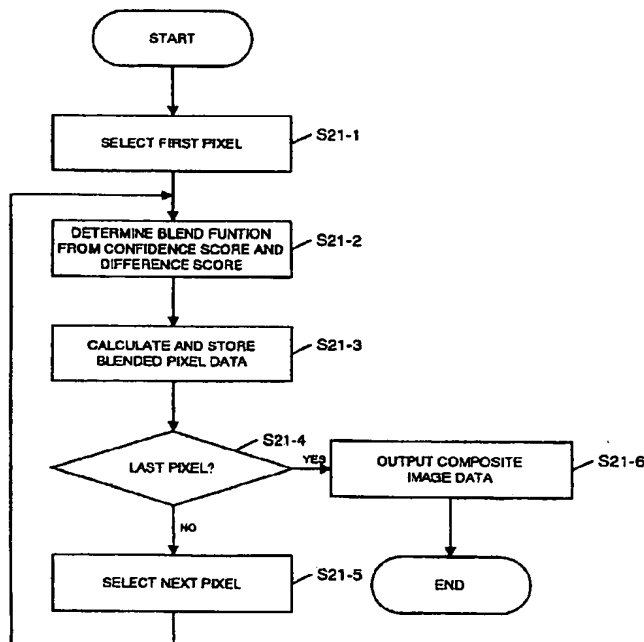 START
SELECT FIRST PIXEL
S21-1
DETERMINE BLEND FUNTION
FROM CONFIDENCE SCORE AND
DIFFERENCE SCORE
S21-2
CALCULATE AND STORE
BLENDED PIXEL DATA
S21-3
LAST PIXEL?
S21-4
YES
OUTPUT COMPOSITE
IMAGE DATA
S21-6
NO
SELECT NEXT PIXEL
S21-5
END